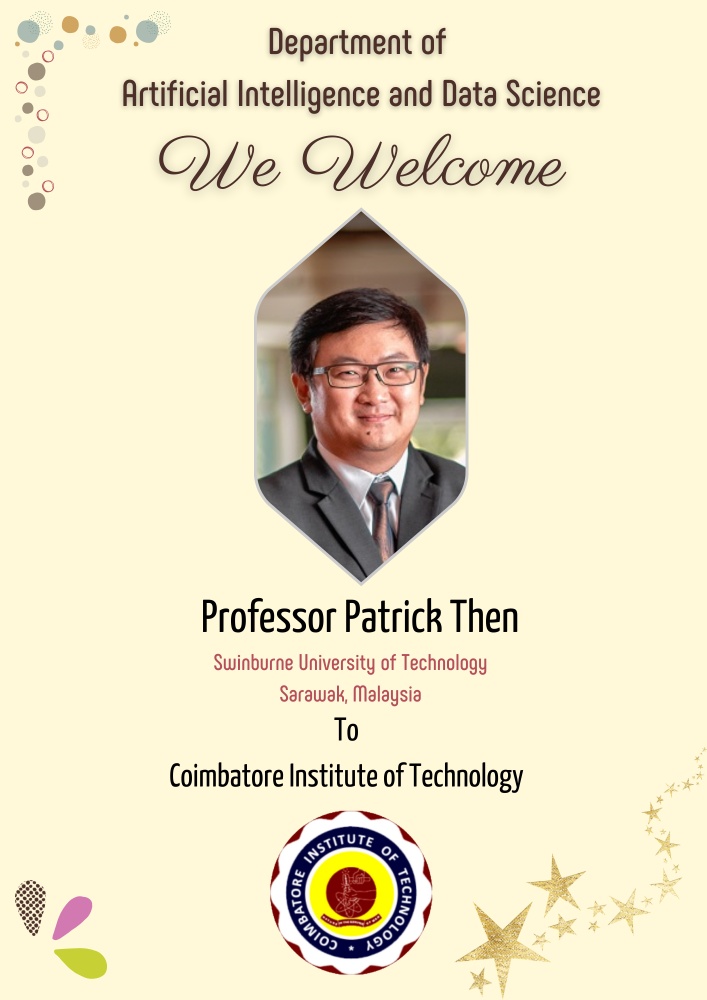 Department of
Artificial Intelligence and Data Science
We Welcome
Professor Patrick Then
Swinburne University of Technology
Sarawak, Malaysia
To
Coimbatore Institute of Technology
COIMBATORE INSTITUTE OF TECHNOLOGY